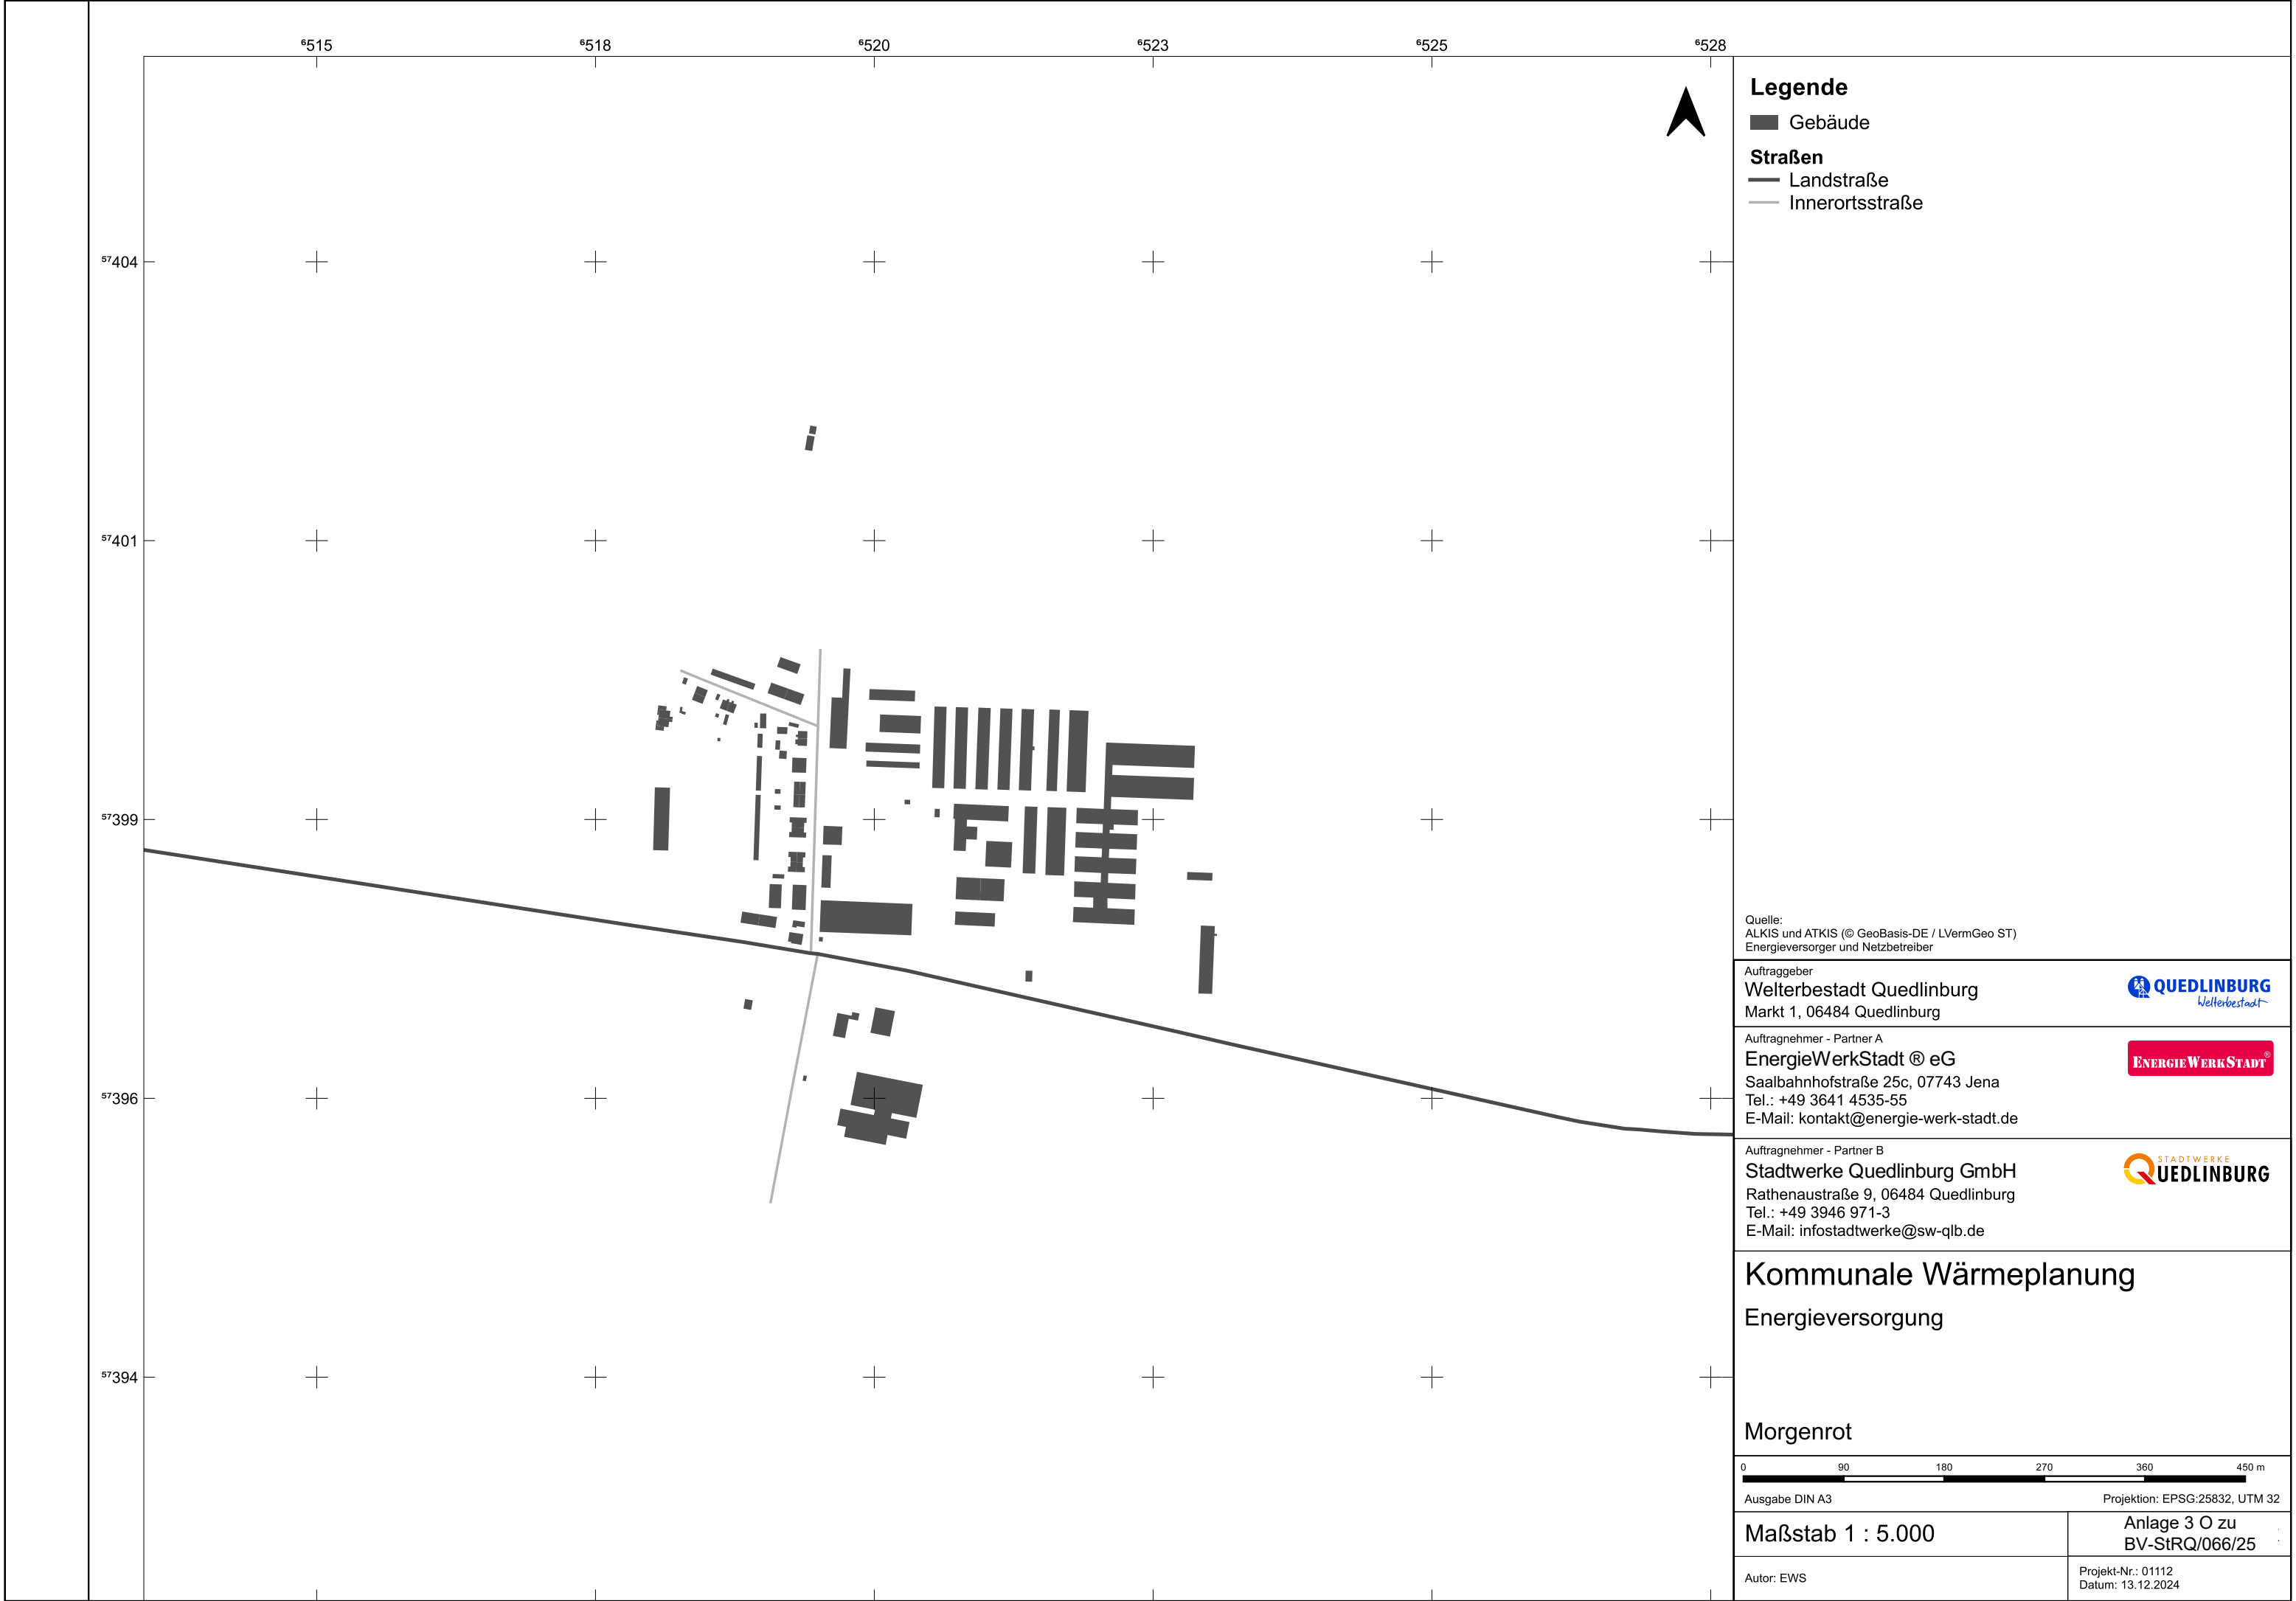 ⁶515 ⁶518 ⁶520 ⁶523 ⁶525 ⁶528
⁵⁷404
⁵⁷401
⁵⁷399
⁵⁷396
⁵⁷394
Legende
Gebäude
Straßen
Landstraße
Innerortsstraße
Quelle:
ALKIS und ATKIS (© GeoBasis-DE / LVermGeo ST)
Energieversorger und Netzbetreiber
Auftraggeber
Welterbestadt Quedlinburg
Markt 1, 06484 Quedlinburg
QUEDLINBURG
Welterbestadt
Auftragnehmer - Partner A
EnergieWerkStadt ® eG
Saalbahnhofstraße 25c, 07743 Jena
Tel.: +49 3641 4535-55
E-Mail: kontakt@energie-werk-stadt.de
ENERGIEWERKSTADT®
Auftragnehmer - Partner B
Stadtwerke Quedlinburg GmbH
Rathenaustraße 9, 06484 Quedlinburg
Tel.: +49 3946 971-3
E-Mail: infostadtwerke@sw-qlb.de
STADTWERKE
QUEDLINBURG
Kommunale Wärmeplanung
Energieversorgung
Morgenrot
0 90 180 270 360 450 m
Ausgabe DIN A3 Projektion: EPSG:25832, UTM 32
Maßstab 1 : 5.000
Anlage 3 O zu
BV-StRQ/066/25
Autor: EWS
Projekt-Nr.: 01112
Datum: 13.12.2024